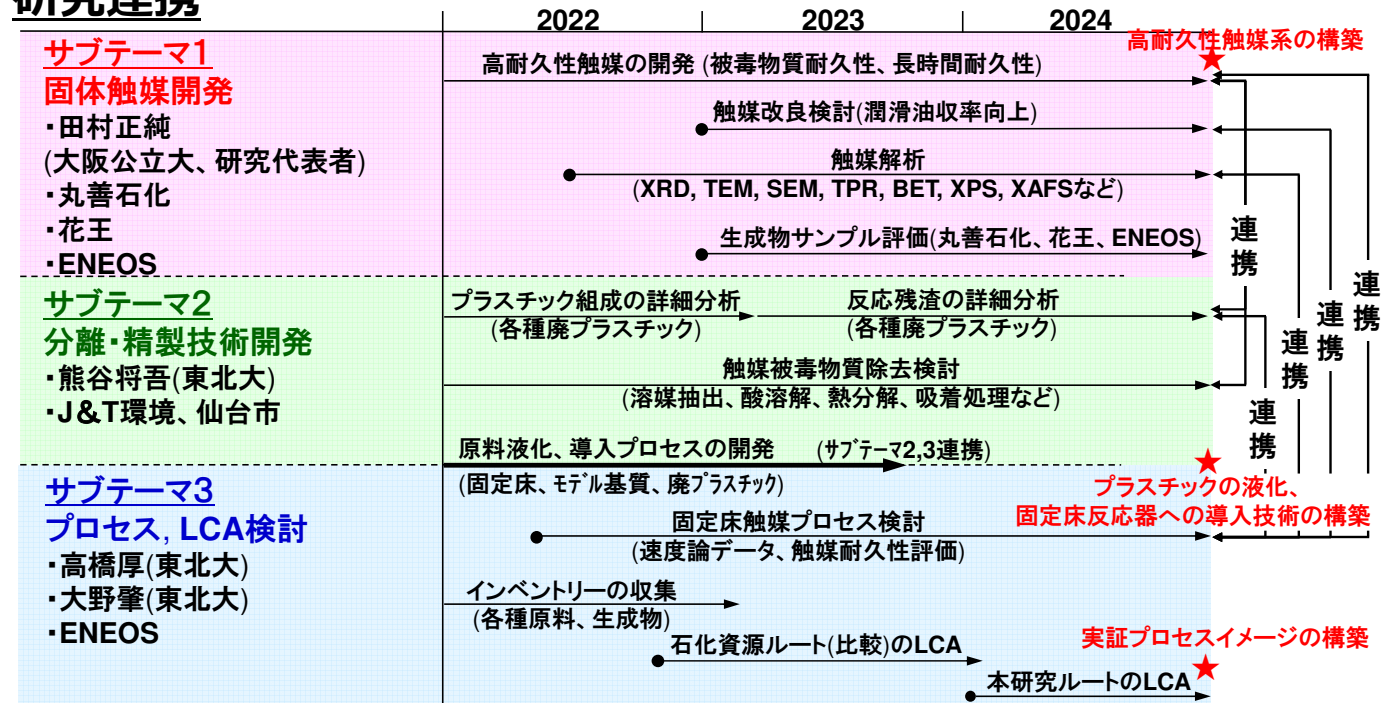 研究連携
2022
2023
2024
サブテーマ1
固体触媒開発
・田村正純
(大阪公立大、研究代表者)
・丸善石化
・花王
・ENEOS
高耐久性触媒系の構築
高耐久性触媒の開発 (被毒物質耐久性、長時間耐久性)
触媒改良検討(潤滑油収率向上)
触媒解析
(XRD, TEM, SEM, TPR, BET, XPS, XAFSなど)
生成物サンプル評価(丸善石化、花王、ENEOS)
サブテーマ2
分離・精製技術開発
・熊谷将吾(東北大)
・J&T環境、仙台市
プラスチック組成の詳細分析
(各種廃プラスチック)
反応残渣の詳細分析
(各種廃プラスチック)
触媒被毒物質除去検討
(溶媒抽出、酸溶解、熱分解、吸着処理など)
原料液化、導入プロセスの開発
(サブテーマ2,3連携)
(固定床、モデル基質、廃プラスチック)
サブテーマ3
プロセス, LCA検討
・高橋厚(東北大)
・大野肇(東北大)
・ENEOS
プラスチックの液化、
固定床反応器への導入技術の構築
固定床触媒プロセス検討
(速度論データ、触媒耐久性評価)
インベントリーの収集
(各種原料、生成物)
石化資源ルート(比較)のLCA
実証プロセスイメージの構築
本研究ルートのLCA
連携
連携
連携
連携
連携